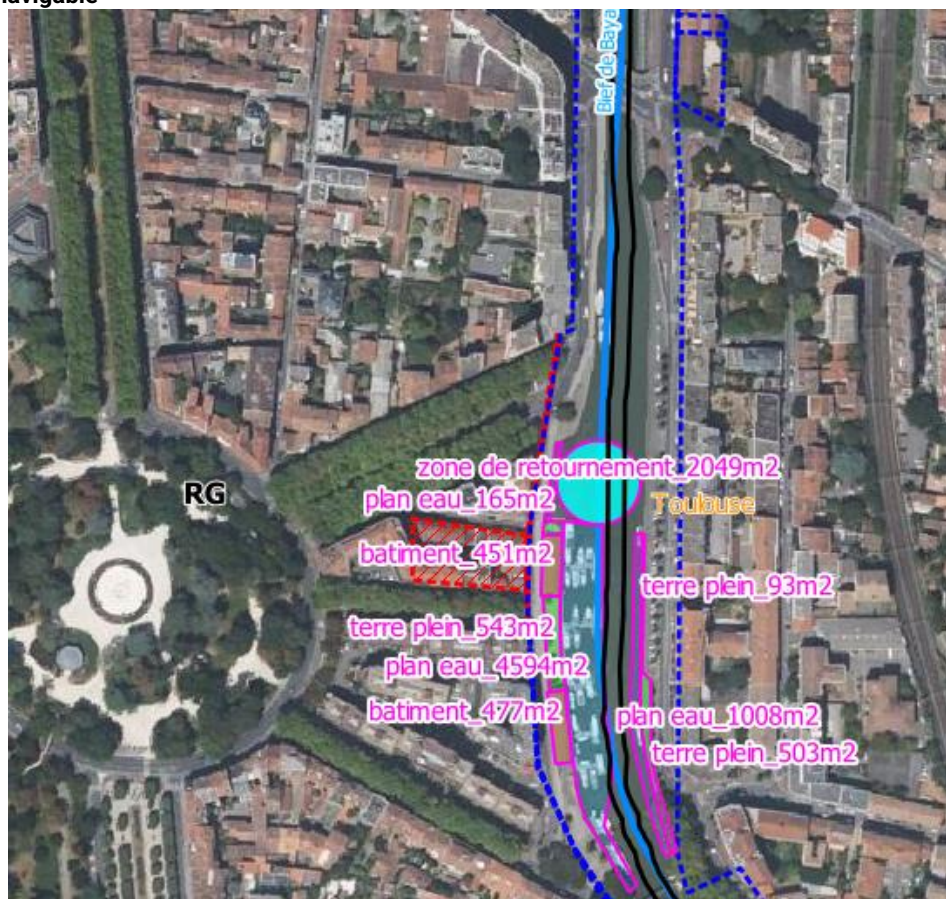 navigable
Bief de Baya
zone de retournement_2049m2
RG
plan eau_165m2
Toulouse
batiment_451m2
terre plein_93m2
terre plein_543m2
plan eau_4594m2
batiment_477m2
plan eau_1008m2
terre plein_503m2